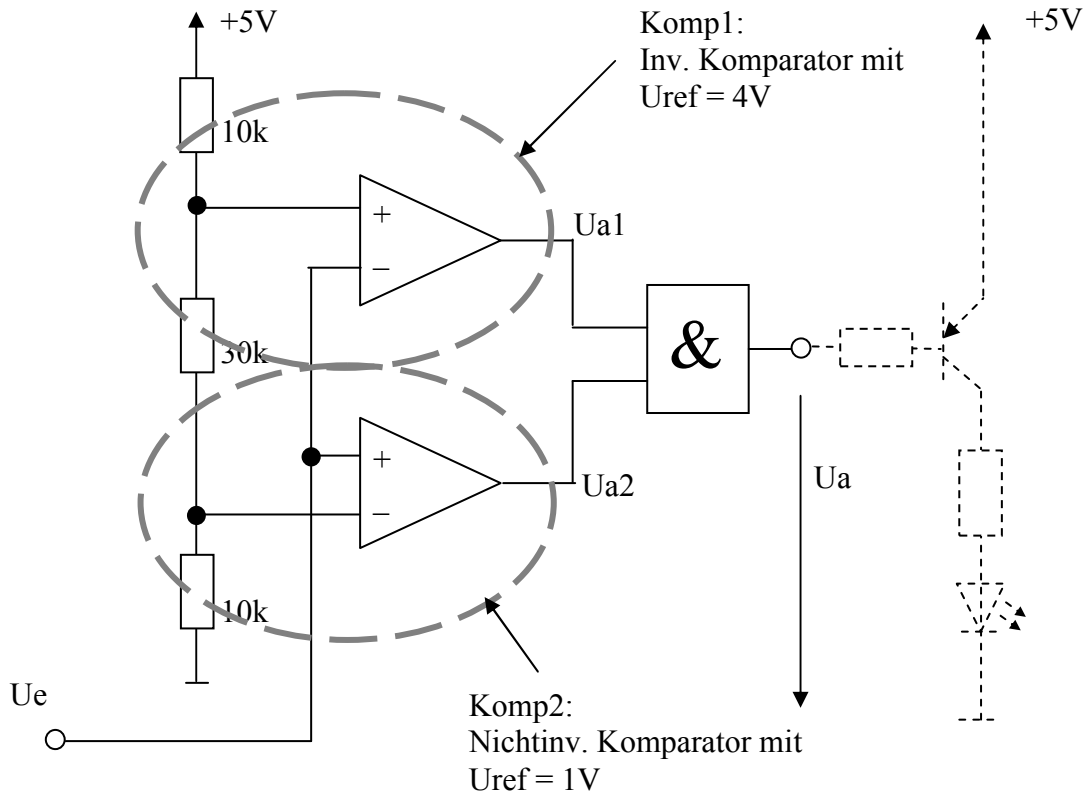 +5V
+5V
Komp1:
Inv. Komparator mit
Uref = 4V
10k
+
−
Ua1
30k
&
+
−
Ua2
Ua
10k
Ue
Komp2:
Nichtinv. Komparator mit
Uref = 1V